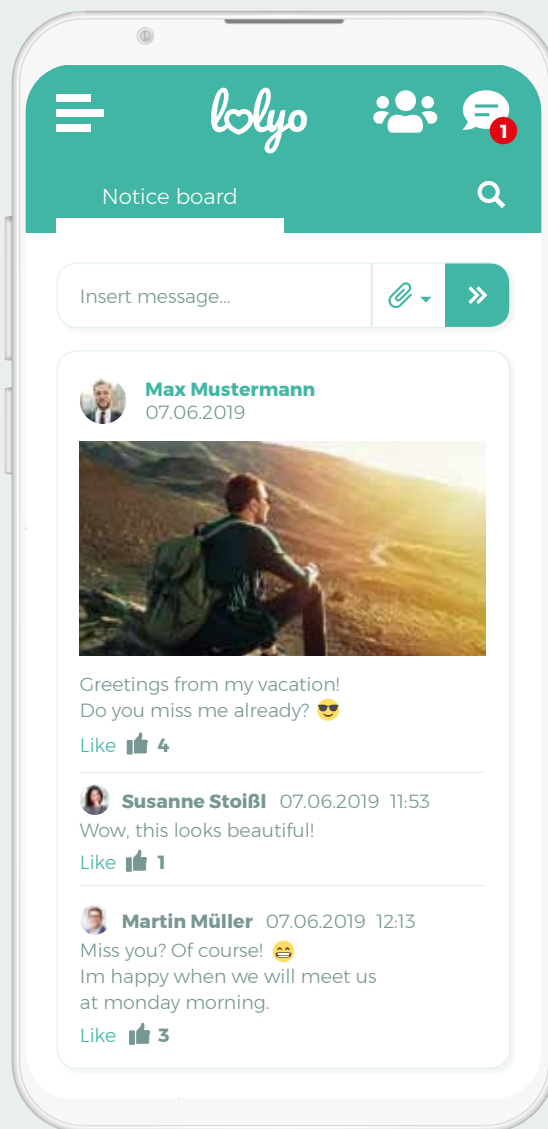 lolyo
1
Notice board
Insert message...
Max Mustermann
07.06.2019
Greetings from my vacation!
Do you miss me already? 😎
Like 4
Susanne Stoißl 07.06.2019 11:53
Wow, this looks beautiful!
Like 1
Martin Müller 07.06.2019 12:13
Miss you? Of course! 😁
Im happy when we will meet us
at monday morning.
Like 3